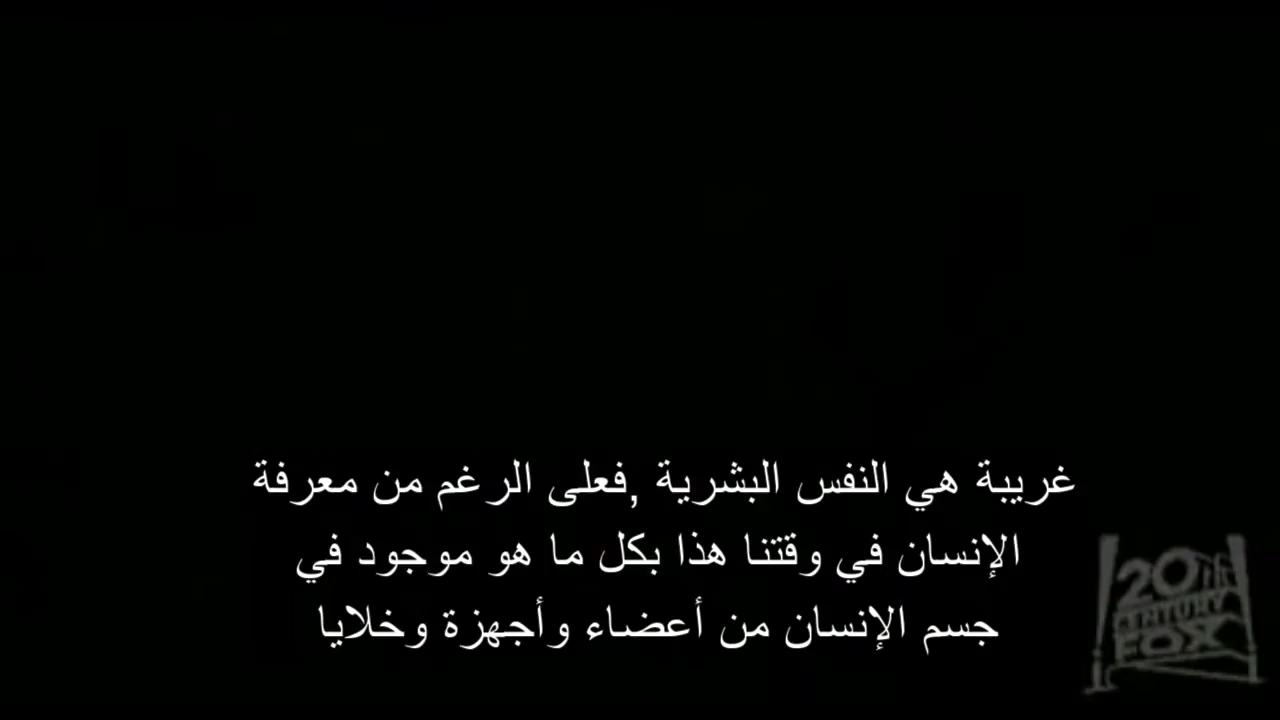 غريبة هي النفس البشرية ,فعلى الرغم من معرفة
الإنسان في وقتنا هذا بكل ما هو موجود في
جسم الإنسان من أعضاء وأجهزة وخلايا
20TH
CENTURY
FOX